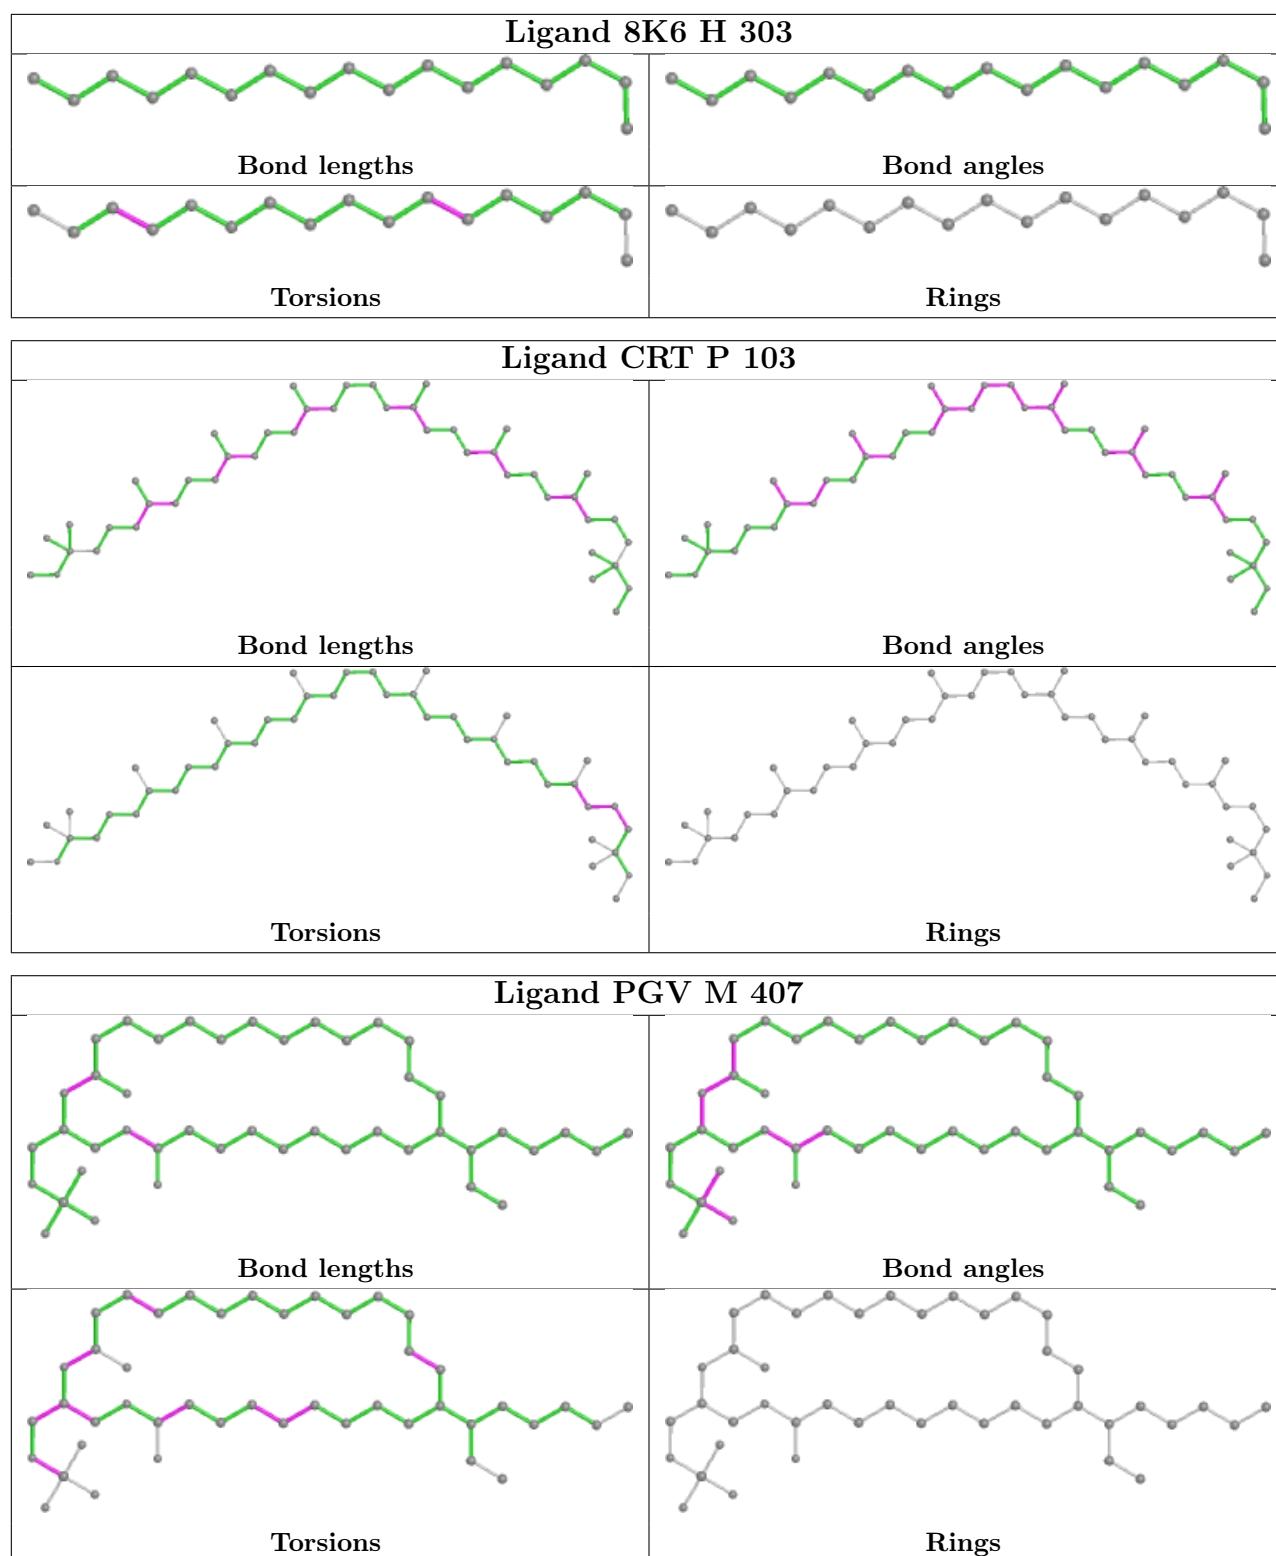 Ligand 8K6 H 303
Bond lengths
Bond angles
Torsions
Rings
Ligand CRT P 103
Bond lengths
Bond angles
Torsions
Rings
Ligand PGV M 407
Bond lengths
Bond angles
Torsions
Rings